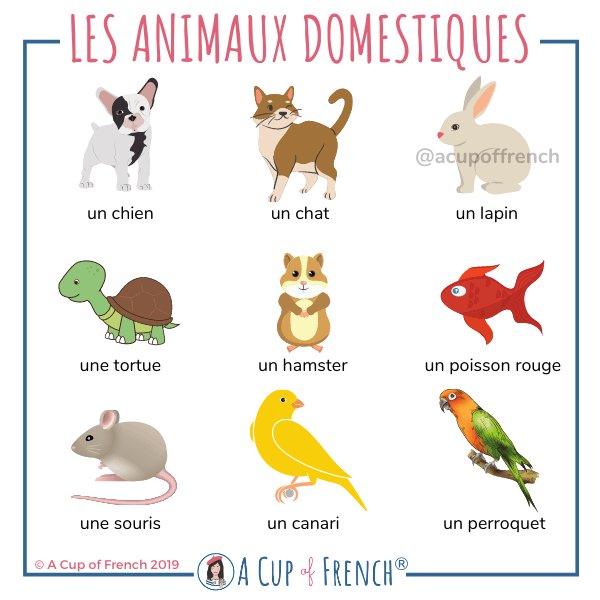 LES ANIMAUX DOMESTIQUES
@acupoffrench
un chien
un chat
un lapin
une tortue
un hamster
un poisson rouge
une souris
un canari
un perroquet
© A Cup of French 2019
A CUP of FRENCH®